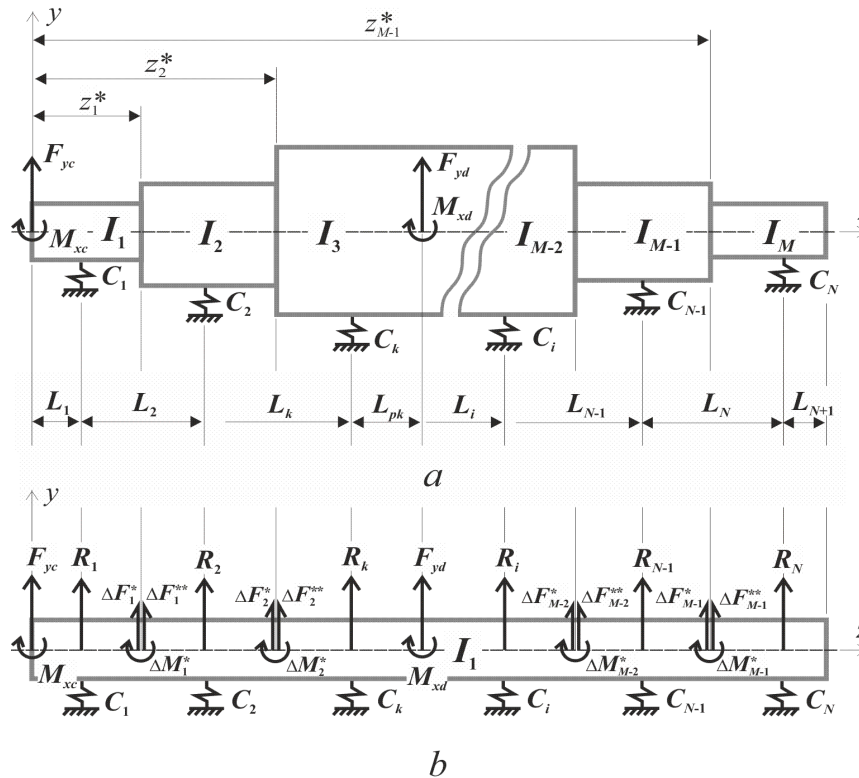 y
z*M-1
z*2
z*1
Fyc
Fyd
Mxc
Mxd
I1
I2
I3
IM-2
IM-1
IM
z
C1
C2
Ck
Ci
CN-1
CN
L1
L2
Lk
Lpk
Li
LN-1
LN
LN+1
a
y
Fyc
R1
R2
Rk
Fyd
Ri
RN-1
RN
ΔF*1
ΔF**1
ΔF*2
ΔF**2
ΔF*M-2
ΔF**M-2
ΔF*M-1
ΔF**M-1
z
Mxc
ΔM*1
ΔM*2
Mxd
I1
ΔM*M-2
ΔM*M-1
C1
C2
Ck
Ci
CN-1
CN
b